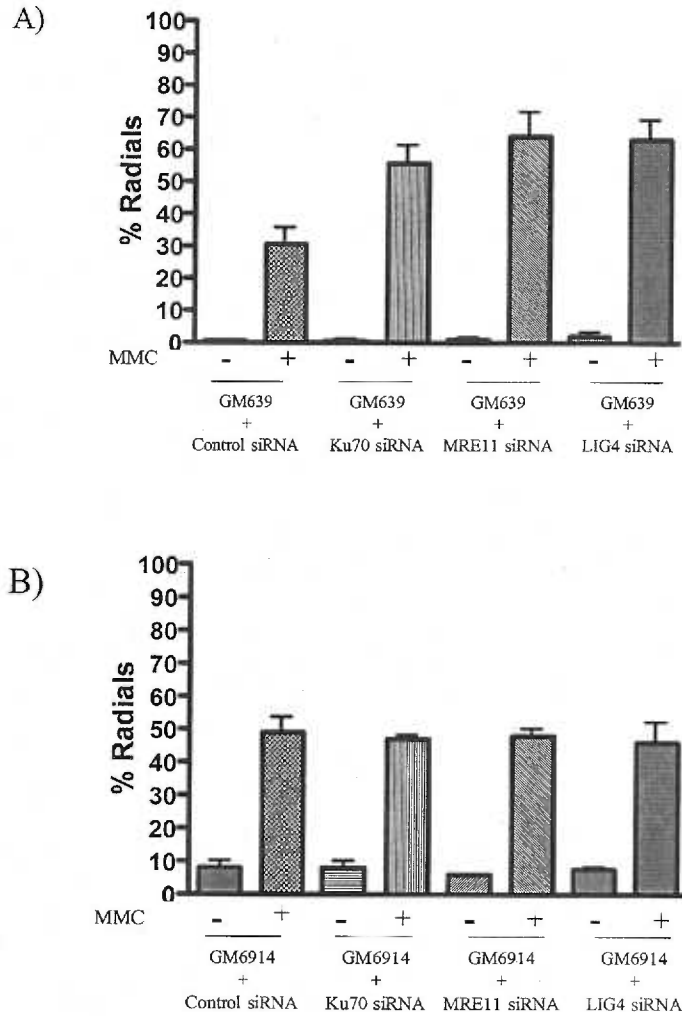 A)
% Radials
100
90
80
70
60
50
40
30
20
10
0
MMC - + - + - + - +
GM639 GM639 GM639 GM639
+ + + +
Control siRNA Ku70 siRNA MRE11 siRNA LIG4 siRNA
B)
% Radials
100
90
80
70
60
50
40
30
20
10
0
MMC - + - + - + - +
GM6914 GM6914 GM6914 GM6914
+ + + +
Control siRNA Ku70 siRNA MRE11 siRNA LIG4 siRNA